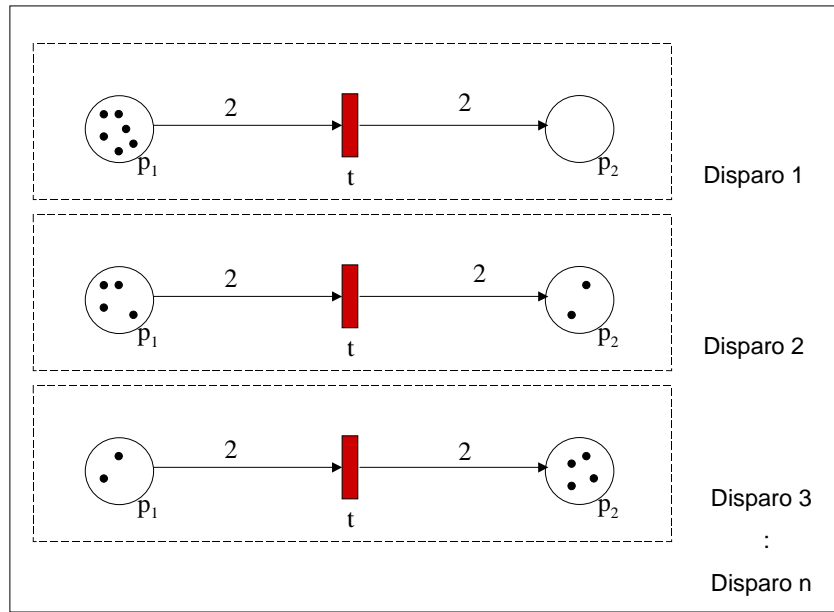 2 2
p1 t p2
Disparo 1
2 2
p1 t p2
Disparo 2
2 2
p1 t p2
Disparo 3
:
Disparo n